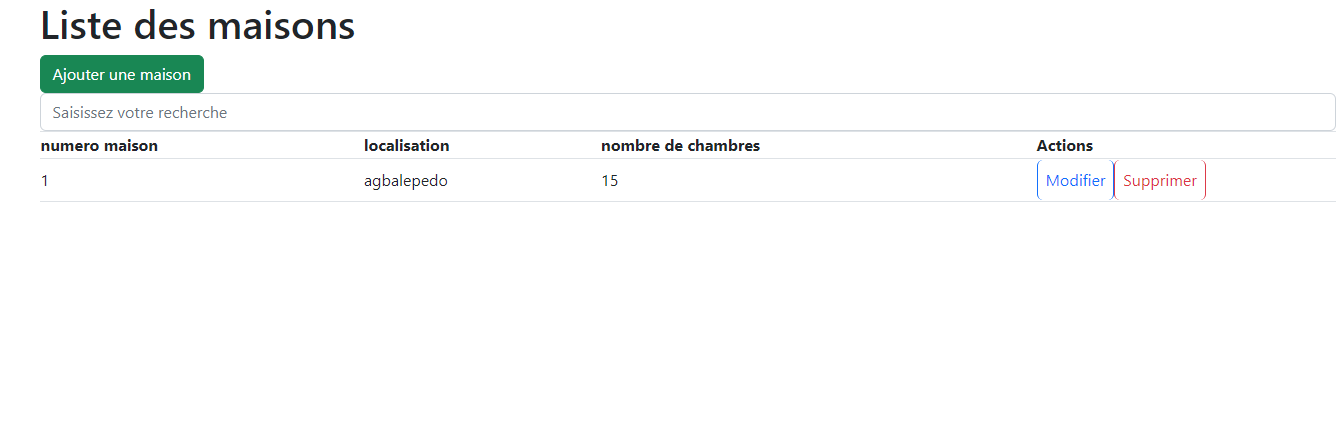 Liste des maisons
Ajouter une maison
Saisissez votre recherche
numero maison localisation nombre de chambres Actions
1 agbalepedo 15 Modifier Supprimer